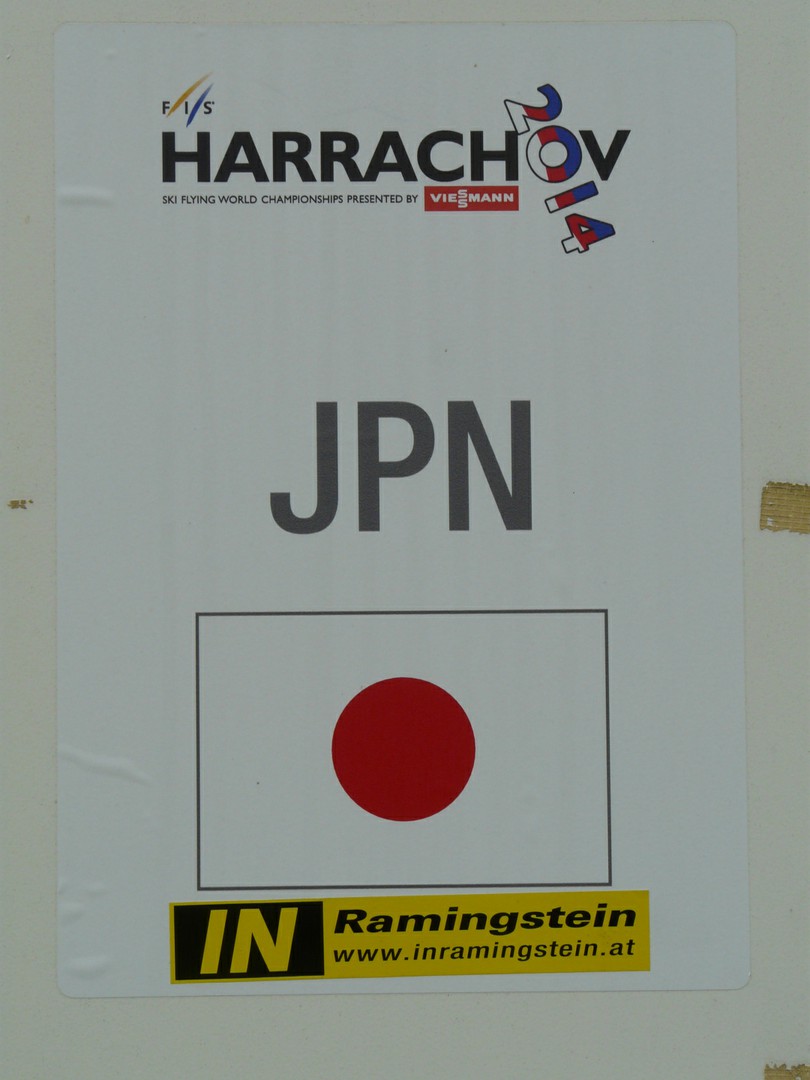 FIS
HARRACHOV
2014
SKI FLYING WORLD CHAMPIONSHIPS PRESENTED BY VIESSMANN
JPN
IN Ramingstein
www.inramingstein.at